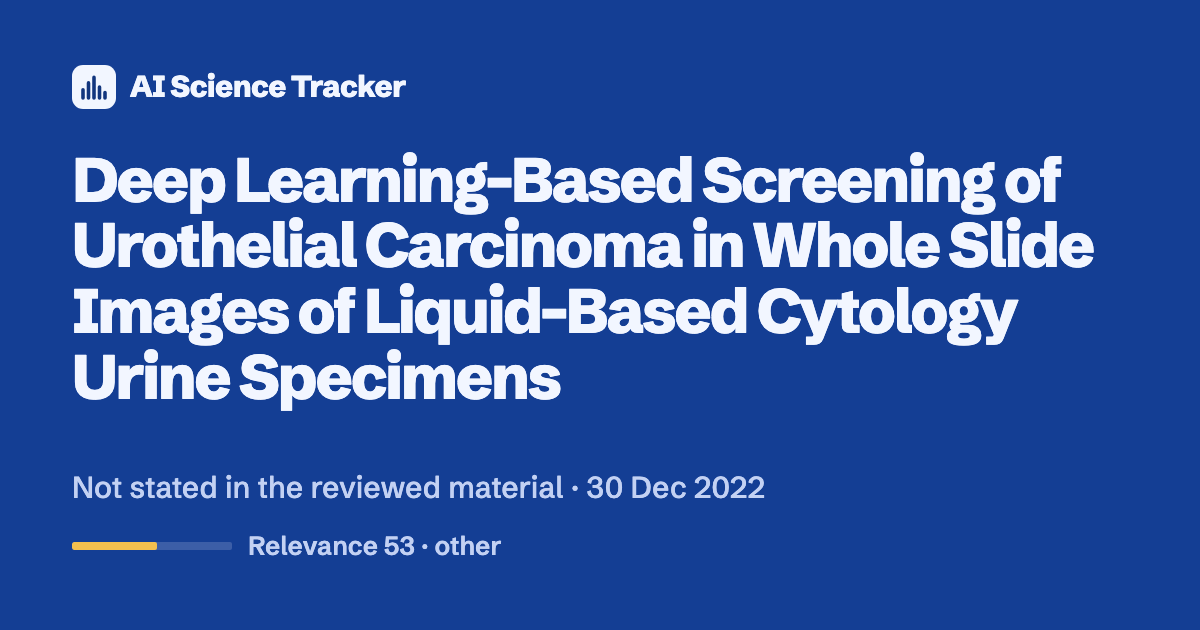 AI Science Tracker
Deep Learning-Based Screening of
Urothelial Carcinoma in Whole Slide
Images of Liquid-Based Cytology
Urine Specimens
Not stated in the reviewed material · 30 Dec 2022
Relevance 53 · other